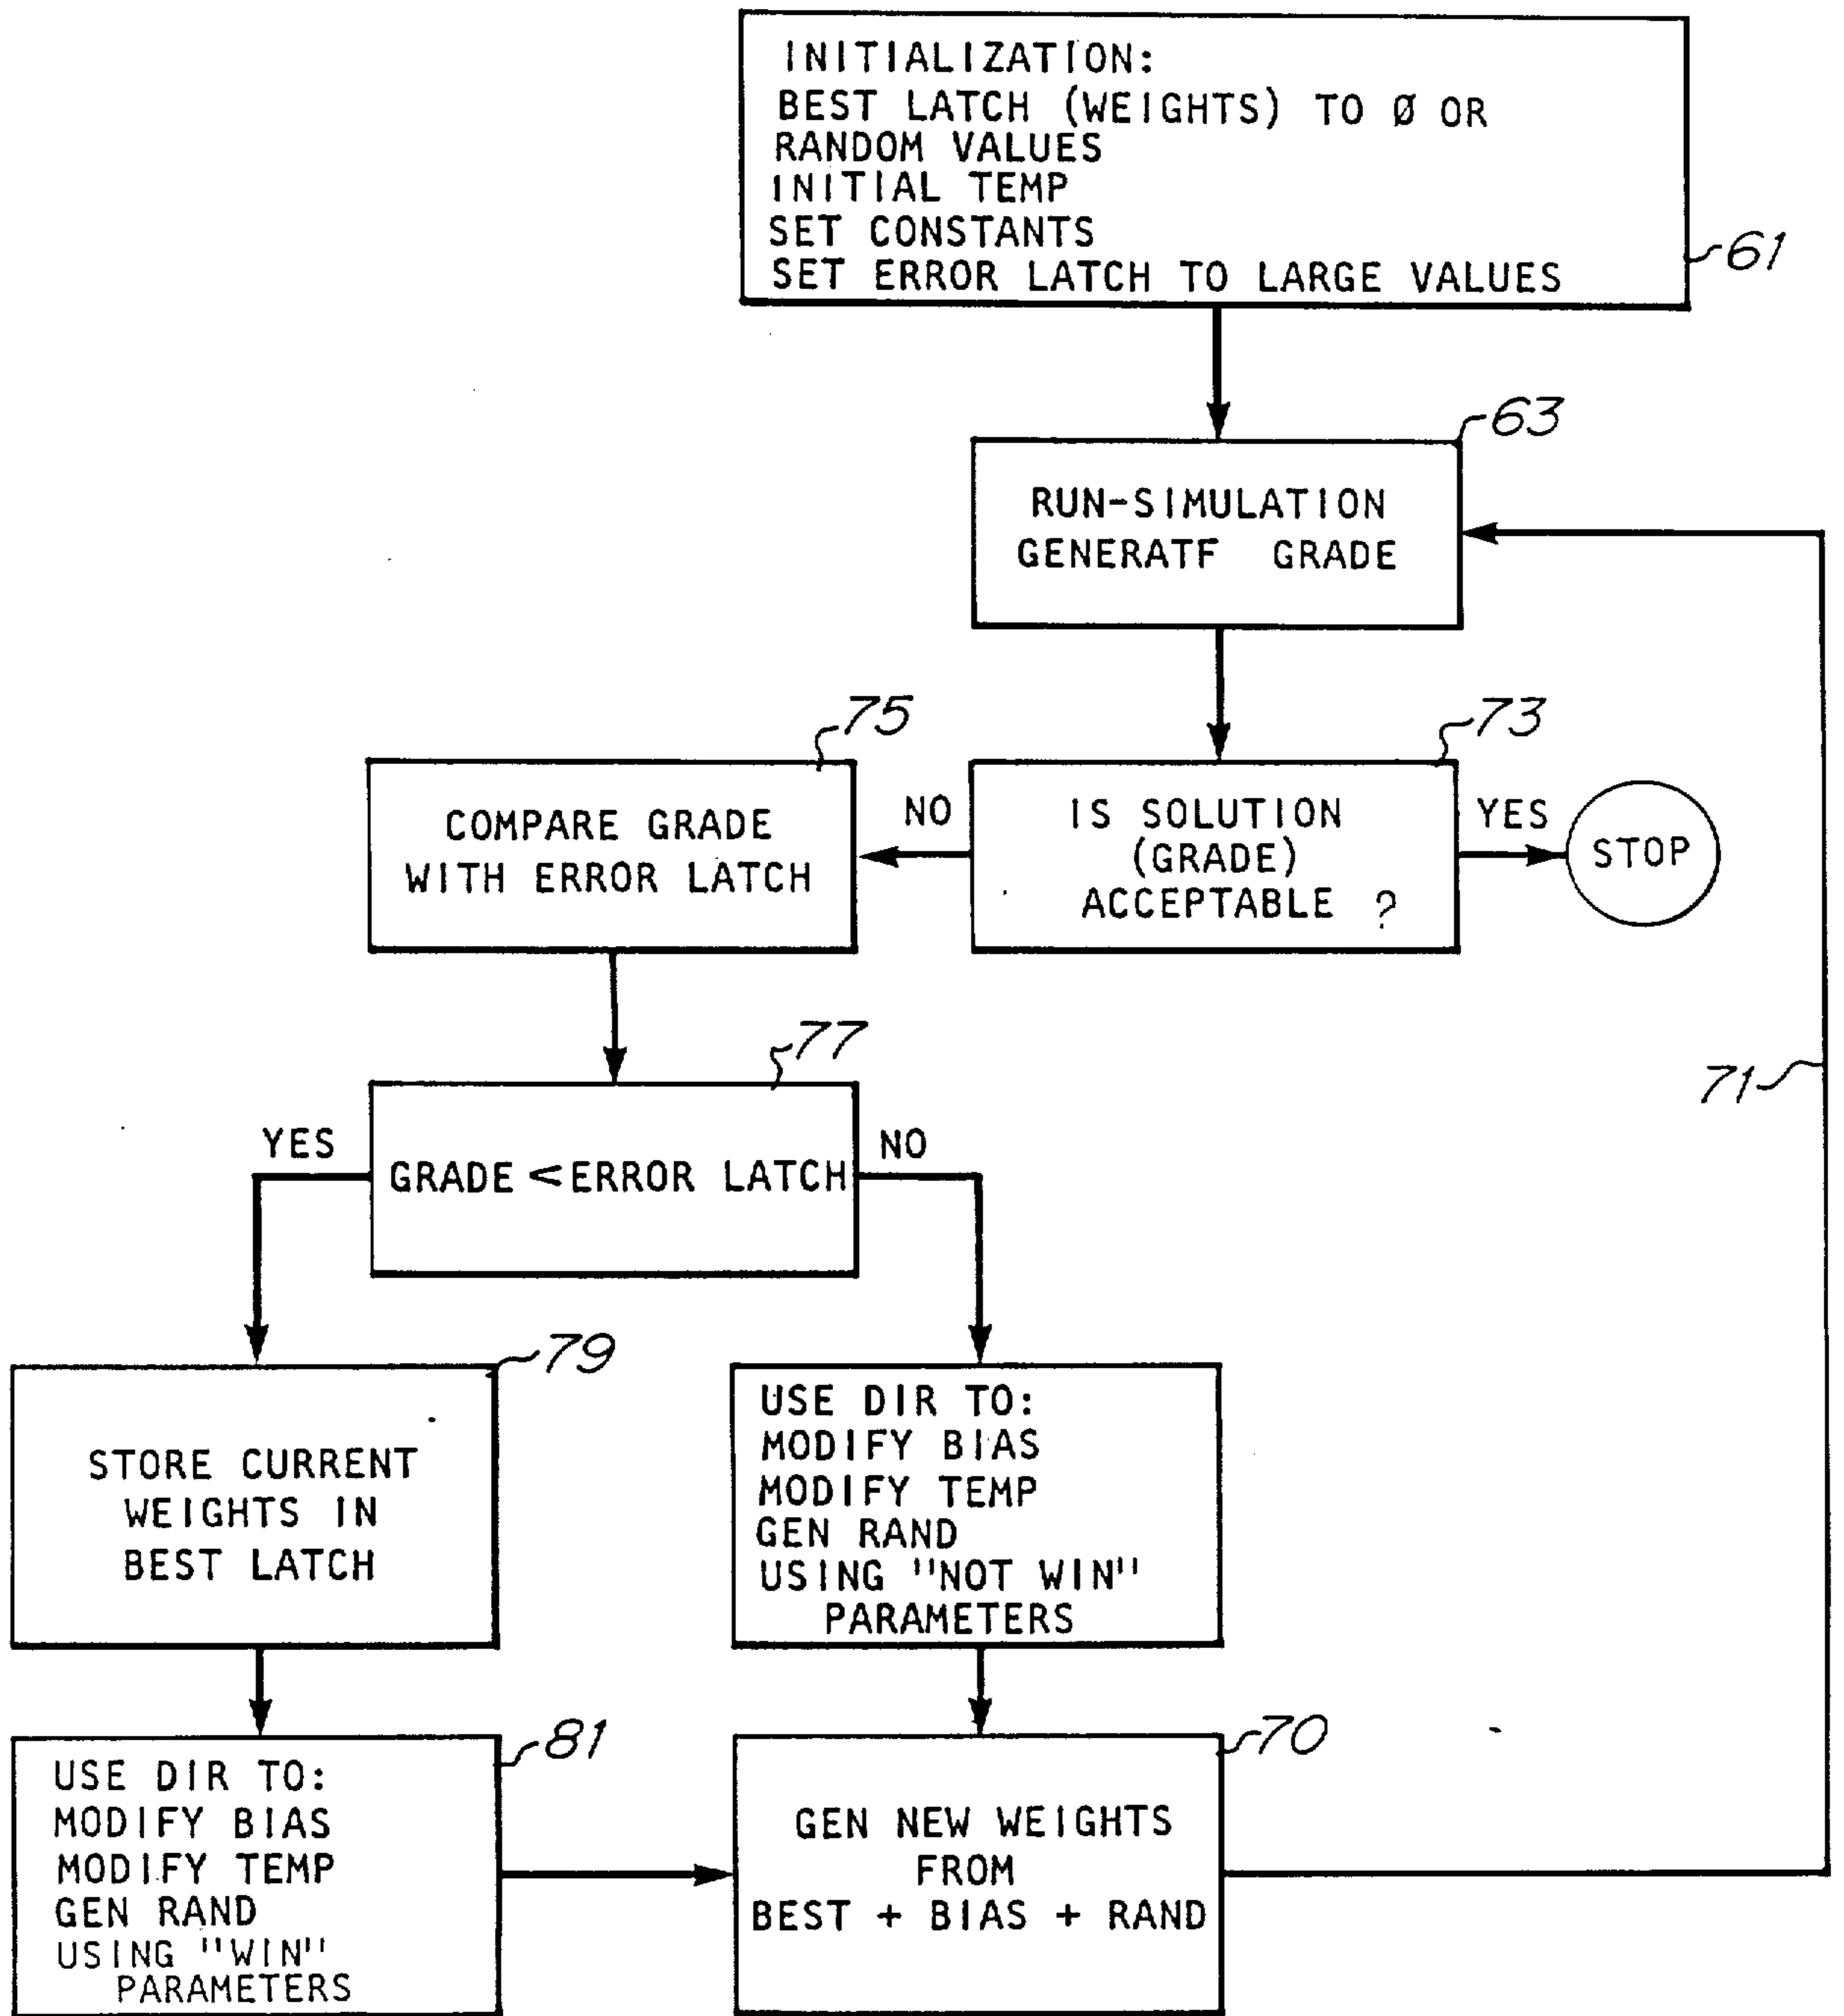 INITIALIZATION:
BEST LATCH (WEIGHTS) TO Ø OR
RANDOM VALUES
INITIAL TEMP
SET CONSTANTS
SET ERROR LATCH TO LARGE VALUES
61
63
RUN-SIMULATION
GENERATF GRADE
75
73
COMPARE GRADE
WITH ERROR LATCH
NO
IS SOLUTION
(GRADE)
ACCEPTABLE ?
YES
STOP
77
71
YES
GRADE < ERROR LATCH
NO
79
STORE CURRENT
WEIGHTS IN
BEST LATCH
USE DIR TO:
MODIFY BIAS
MODIFY TEMP
GEN RAND
USING "NOT WIN"
PARAMETERS
81
USE DIR TO:
MODIFY BIAS
MODIFY TEMP
GEN RAND
USING "WIN"
PARAMETERS
70
GEN NEW WEIGHTS
FROM
BEST + BIAS + RAND